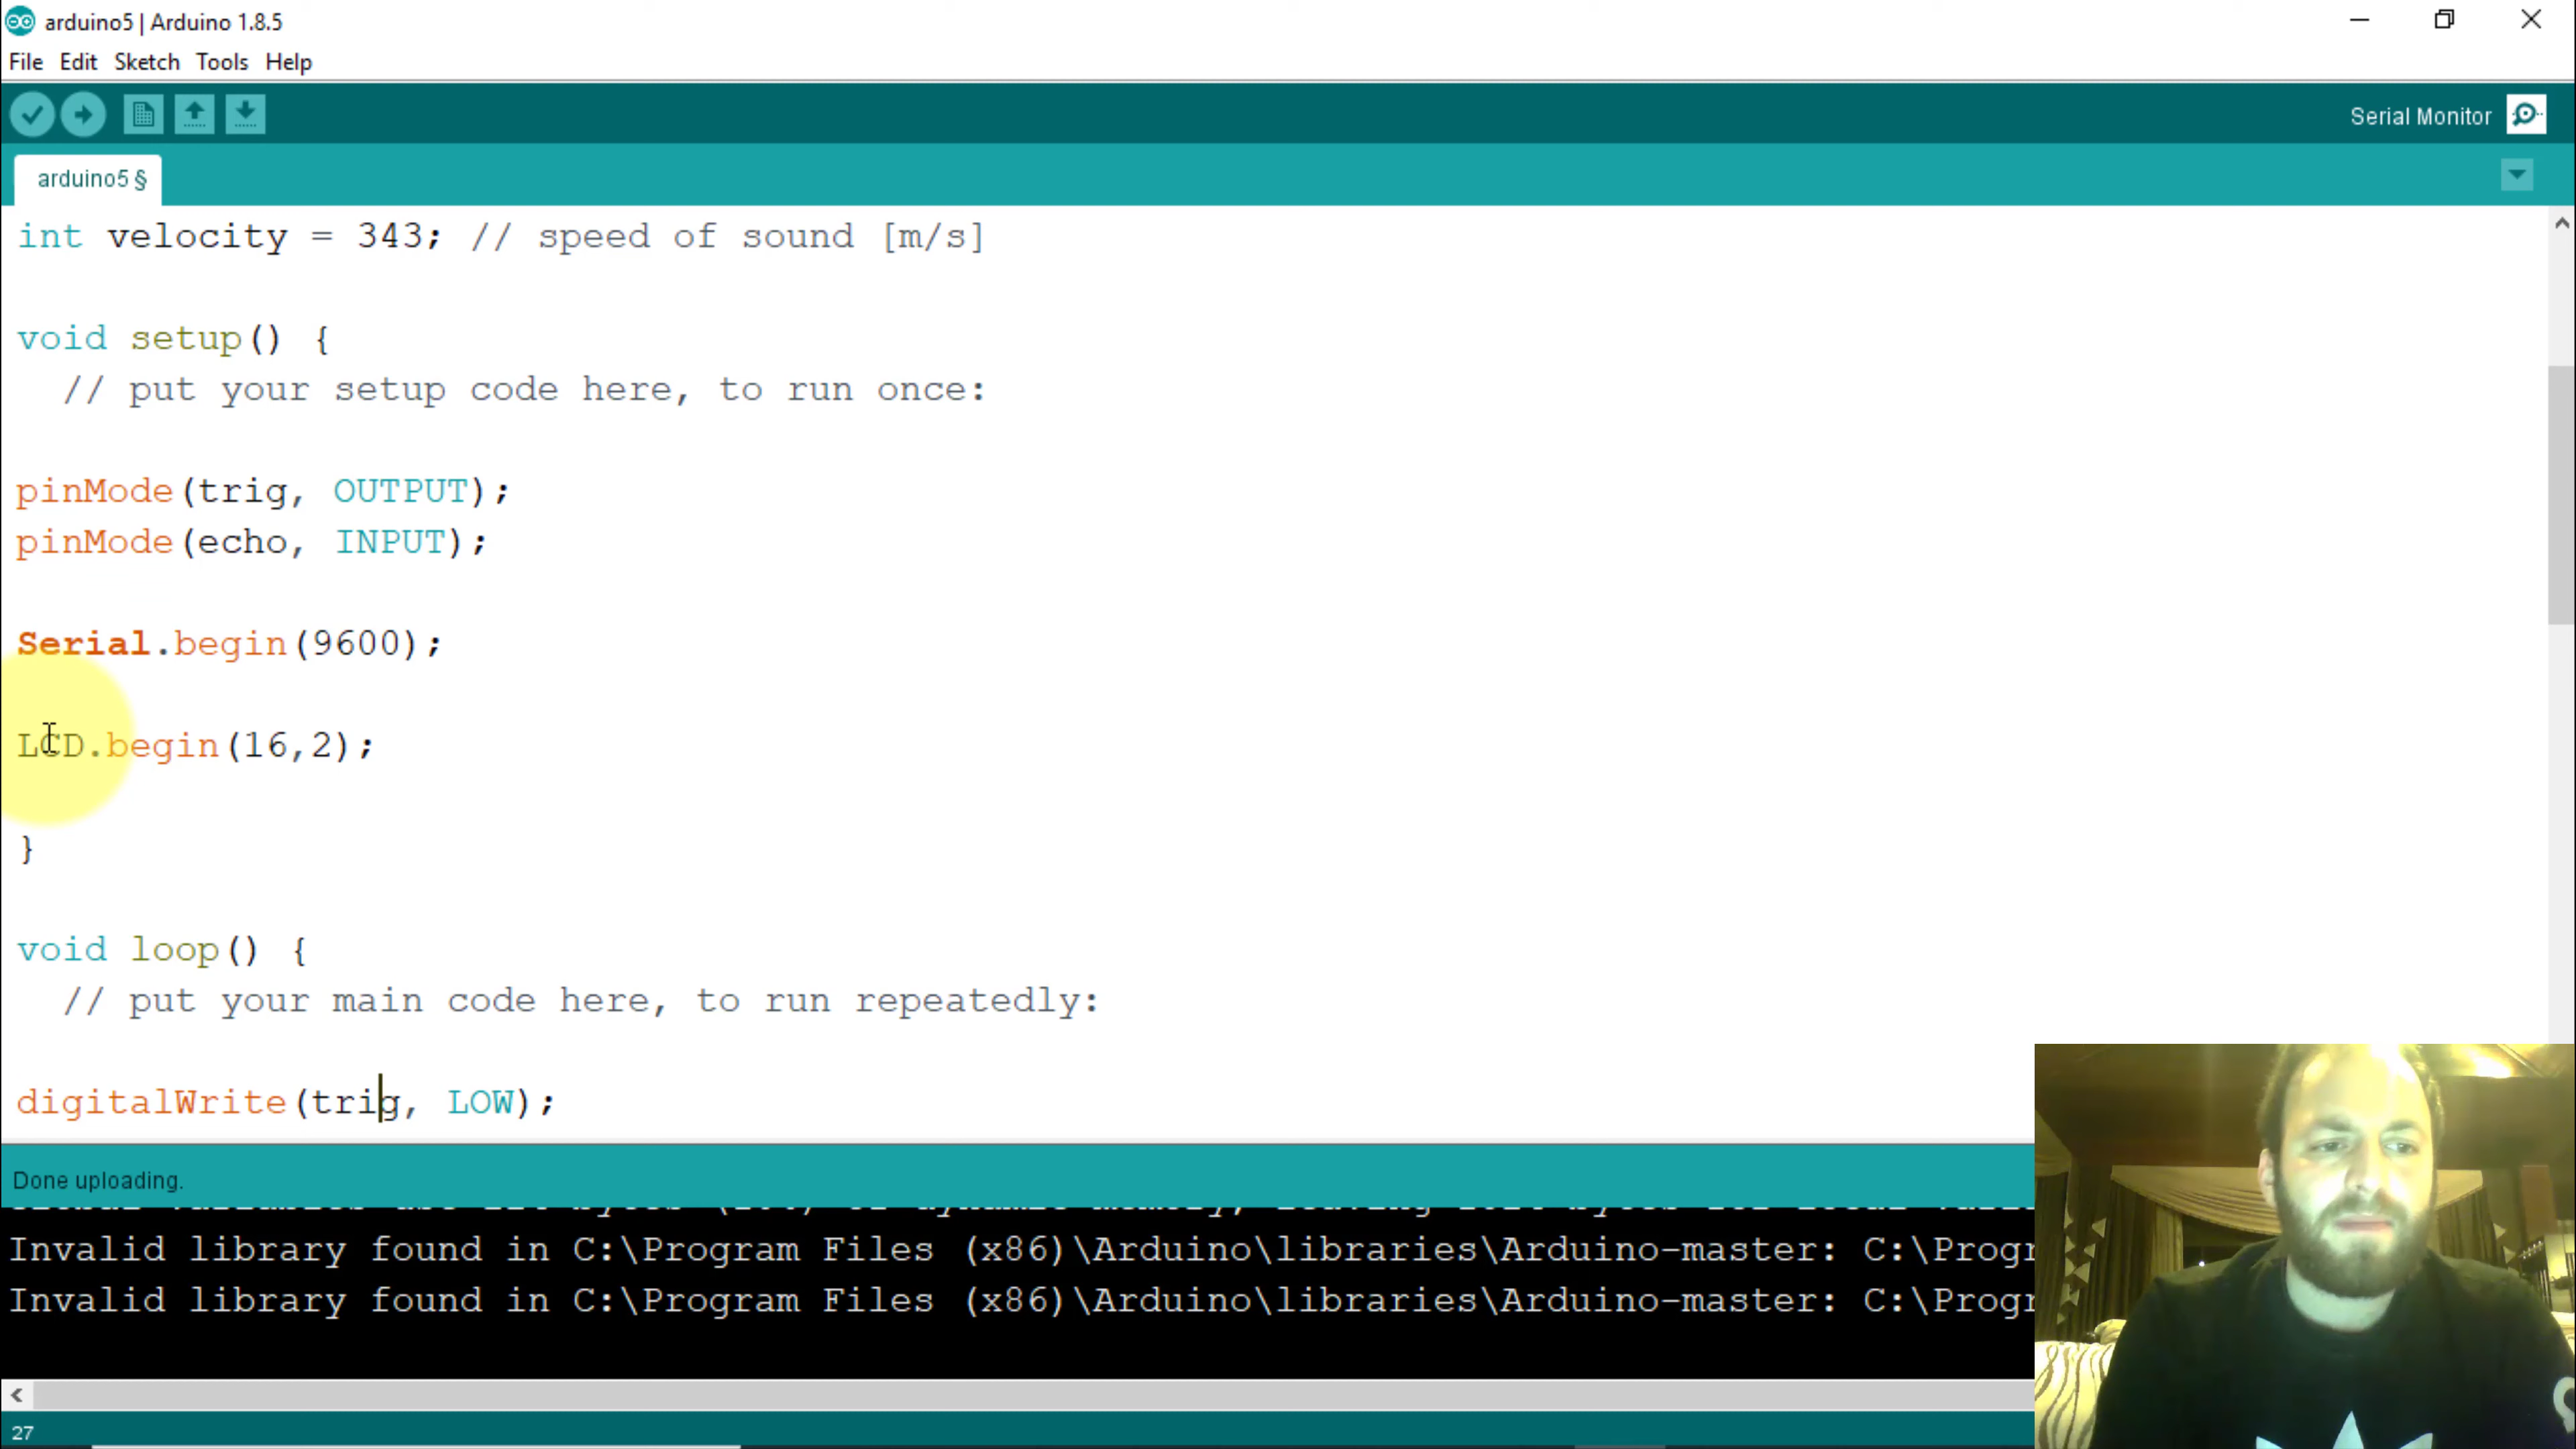 arduino5 | Arduino 1.8.5
File Edit Sketch Tools Help
Serial Monitor
arduino5 §
int velocity = 343; // speed of sound [m/s]
void setup() {
// put your setup code here, to run once:
pinMode(trig, OUTPUT);
pinMode(echo, INPUT);
Serial.begin(9600);
LCD.begin(16,2);
}
void loop() {
// put your main code here, to run repeatedly:
digitalWrite(trig, LOW);
Done uploading.
Invalid library found in C:\Program Files (x86)\Arduino\libraries\Arduino-master: C:\Progr
Invalid library found in C:\Program Files (x86)\Arduino\libraries\Arduino-master: C:\Progr
27